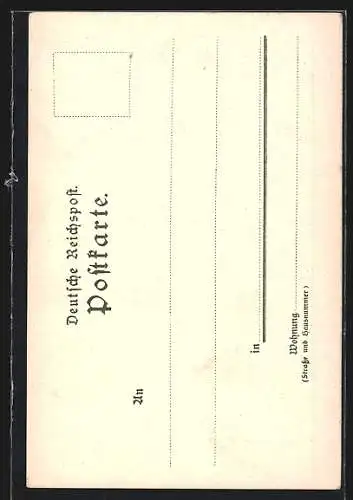 Deutsche Reichspost.
Postkarte.
An
in
Wohnung
(Straße und Hausnummer)